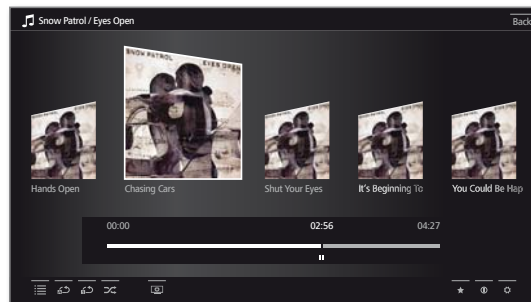 Snow Patrol / Eyes Open
Back
SNOW PATROL EYES OPEN
Hands Open
Chasing Cars
Shut Your Eyes
It's Beginning To
You Could Be Hap
00:00 02:56 04:27